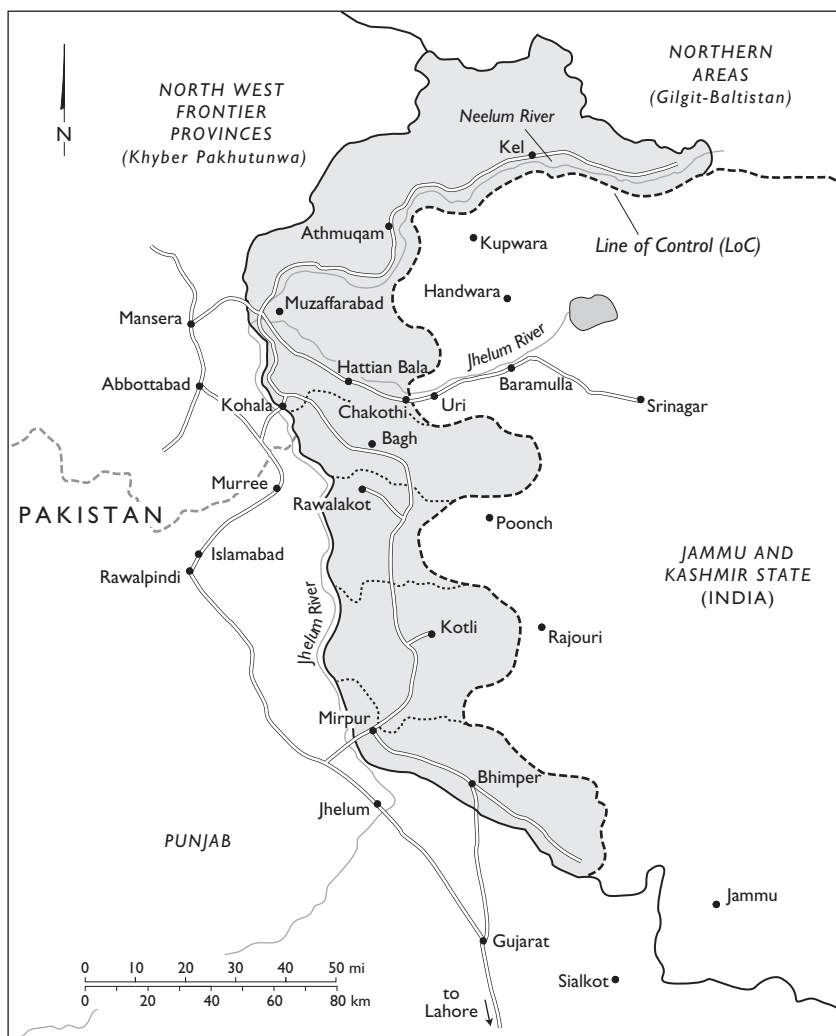 NORTHERN
AREAS
(Gilgit-Baltistan)
NORTH WEST
FRONTIER
PROVINCES
(Khyber Pakhutunwa)
N
Neelum River
Kel
Athmuqam
Kupwara
Line of Control (LoC)
Handwara
Muzaffarabad
Mansera
Jhelum River
Hattian Bala
Baramulla
Abbottabad
Kohala
Chakothi
Uri
Srinagar
Bagh
Murree
Rawalakot
PAKISTAN
Poonch
Islamabad
Rawalpindi
JAMMU AND
KASHMIR STATE
(INDIA)
Jhelum River
Kotli
Rajouri
Mirpur
Bhimper
Jhelum
PUNJAB
Jammu
Gujarat
Sialkot
0 10 20 30 40 50 mi
0 20 40 60 80 km
to
Lahore